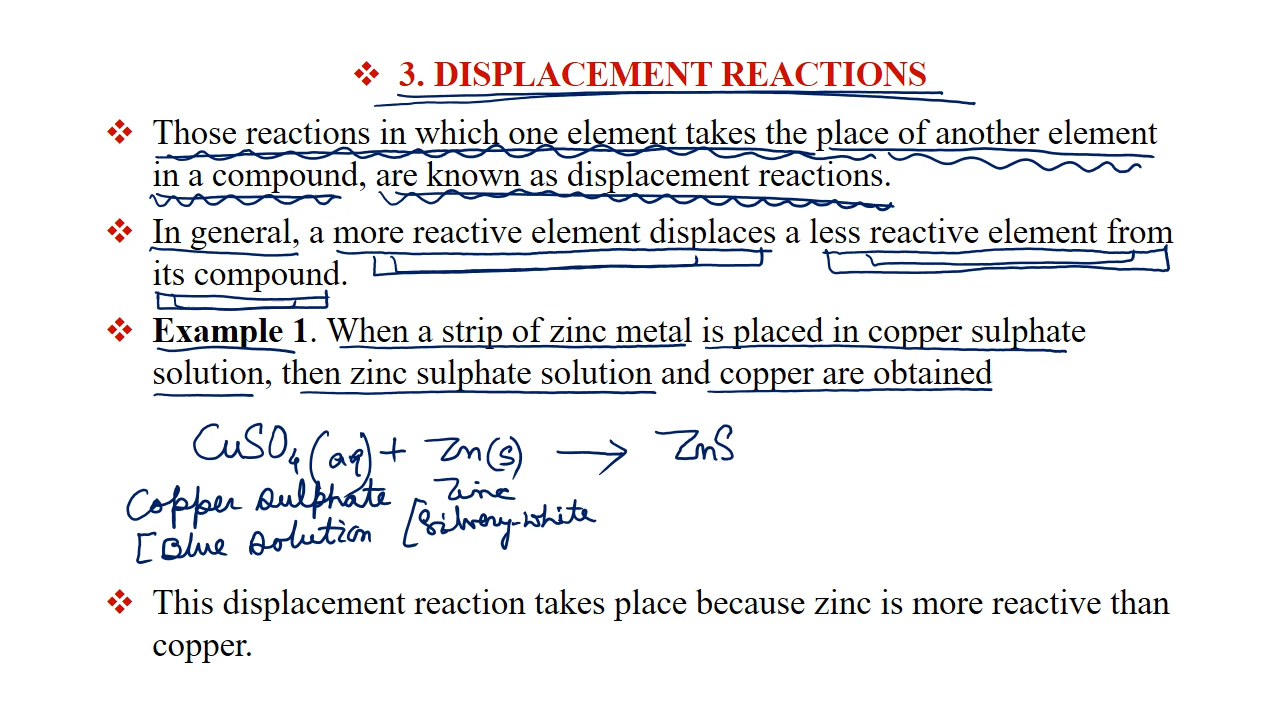 ❖ 3. DISPLACEMENT REACTIONS
❖ Those reactions in which one element takes the place of another element
in a compound, are known as displacement reactions.
❖ In general, a more reactive element displaces a less reactive element from
its compound.
❖ Example 1. When a strip of zinc metal is placed in copper sulphate
solution, then zinc sulphate solution and copper are obtained
CuSO₄(aq) + Zn(s) ⟶ ZnS
Copper sulphate Zinc
[Blue solution [Silvery-white
❖ This displacement reaction takes place because zinc is more reactive than
copper.